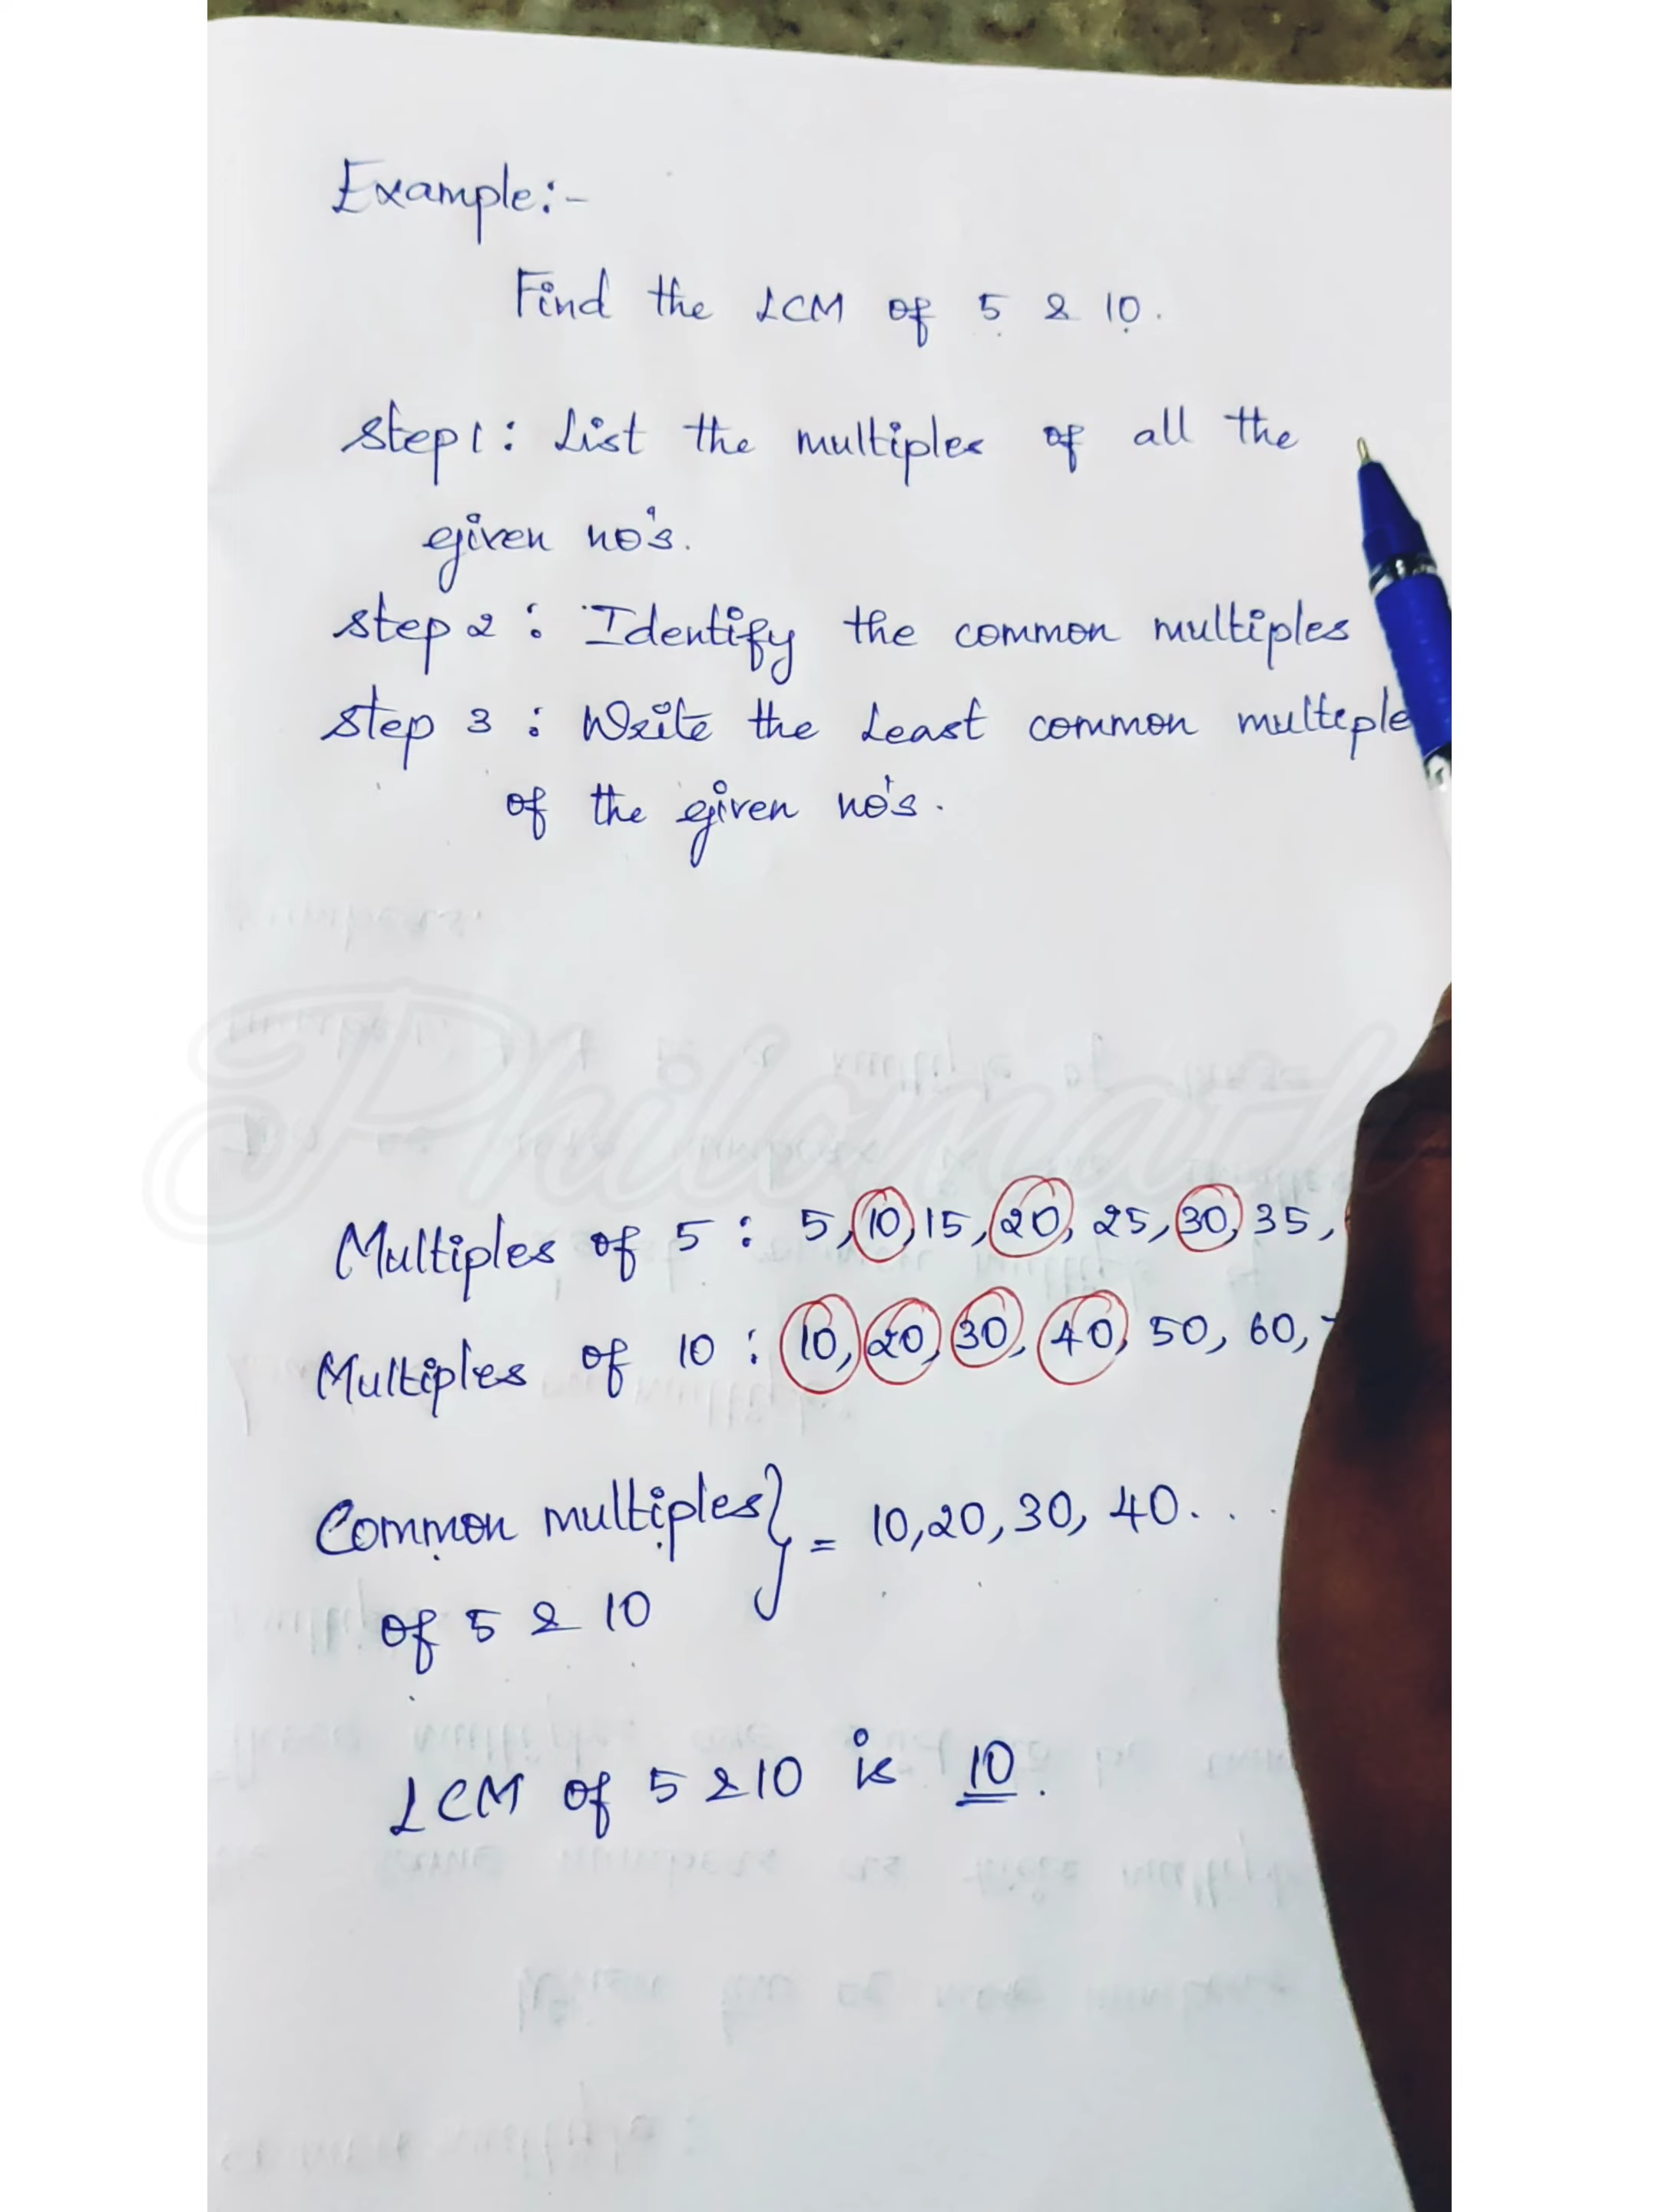 Example:-
Find the LCM of 5 & 10.
Step 1: List the multiples of all the
given no's.
Step 2: Identify the common multiples
Step 3: Write the Least common multiple
of the given no's.
Philomath
Multiples of 5: 5, 10, 15, 20, 25, 30, 35,
Multiples of 10: 10, 20, 30, 40, 50, 60,
Common multiples } = 10, 20, 30, 40...
of 5 & 10
LCM of 5 & 10 is 10.